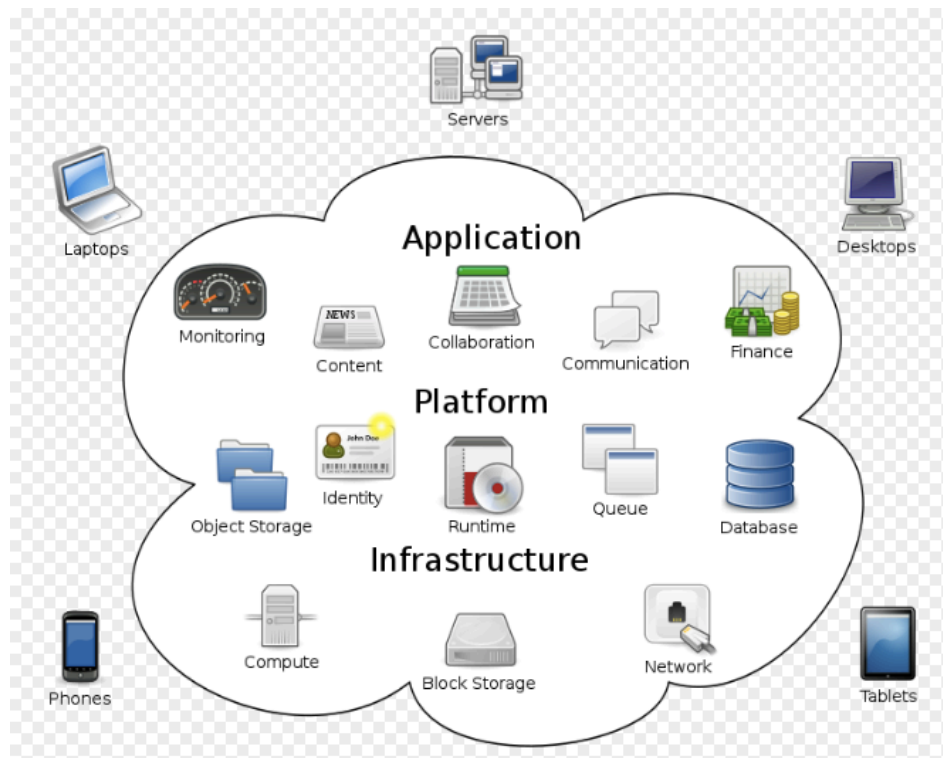 Servers
Laptops
Desktops
Application
Monitoring
NEWS
Content
Collaboration
Communication
Finance
Platform
Object Storage
John Doe
Identity
Runtime
Queue
Database
Infrastructure
Compute
Block Storage
Network
Phones
Tablets